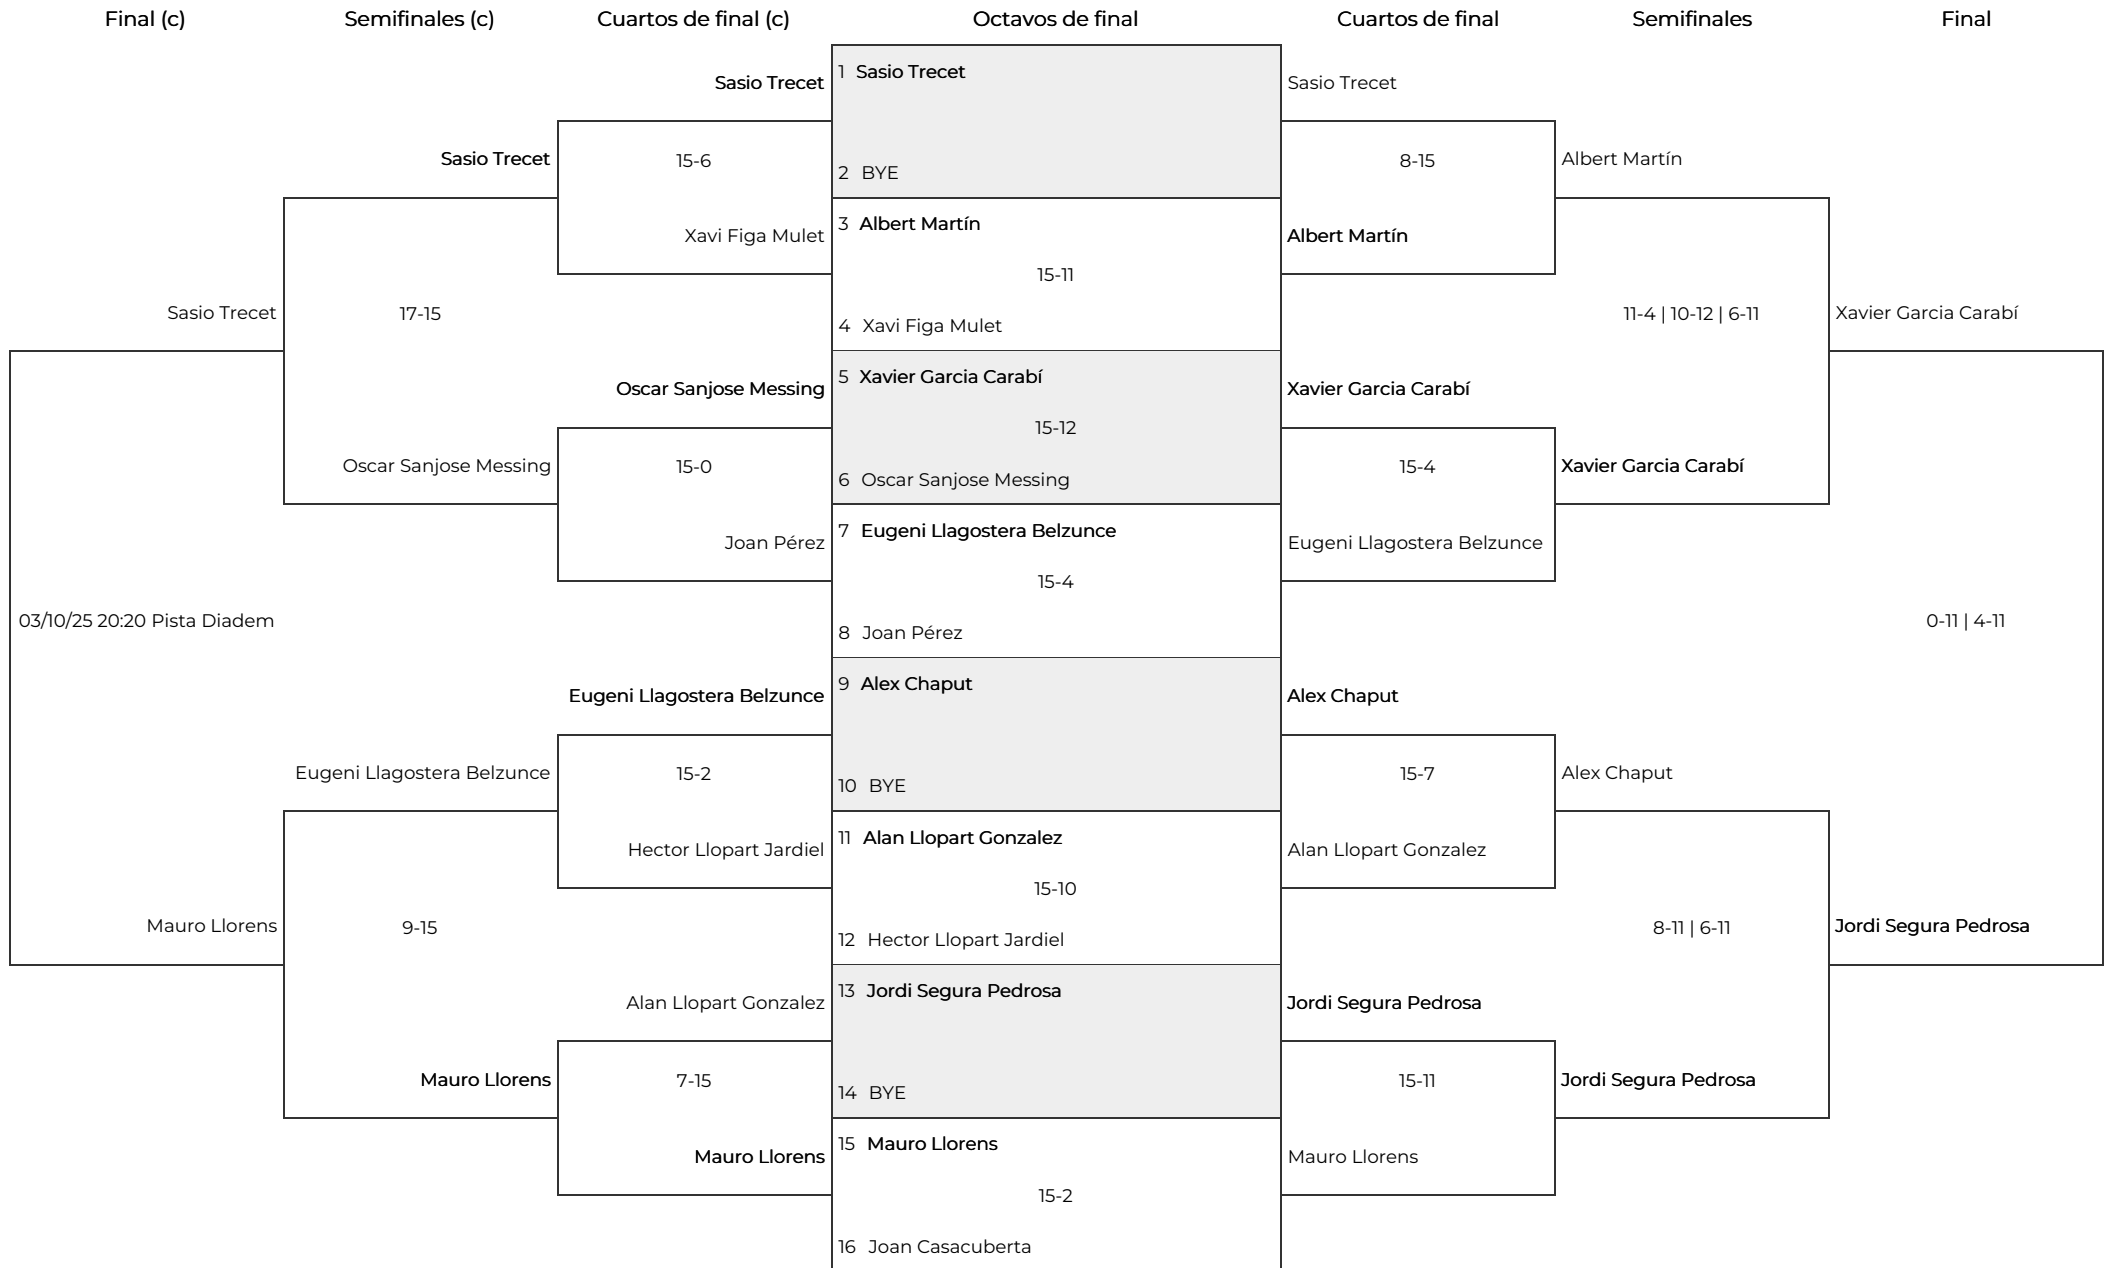 Final (c)
Semifinales (c)
Cuartos de final (c)
Octavos de final
Cuartos de final
Semifinales
Final
Sasio Trecet
03/10/25 20:20 Pista Diadem
Mauro Llorens
Sasio Trecet
17-15
Oscar Sanjose Messing
Eugeni Llagostera Belzunce
9-15
Mauro Llorens
Sasio Trecet
15-6
Xavi Figa Mulet
Oscar Sanjose Messing
15-0
Joan Pérez
Eugeni Llagostera Belzunce
15-2
Hector Llopart Jardiel
Alan Llopart Gonzalez
7-15
Mauro Llorens
1 Sasio Trecet
2 BYE
3 Albert Martín
15-11
4 Xavi Figa Mulet
5 Xavier Garcia Carabí
15-12
6 Oscar Sanjose Messing
7 Eugeni Llagostera Belzunce
15-4
8 Joan Pérez
9 Alex Chaput
10 BYE
11 Alan Llopart Gonzalez
15-10
12 Hector Llopart Jardiel
13 Jordi Segura Pedrosa
14 BYE
15 Mauro Llorens
15-2
16 Joan Casacuberta
Sasio Trecet
8-15
Albert Martín
Xavier Garcia Carabí
15-4
Eugeni Llagostera Belzunce
Alex Chaput
15-7
Alan Llopart Gonzalez
Jordi Segura Pedrosa
15-11
Mauro Llorens
Albert Martín
11-4 | 10-12 | 6-11
Xavier Garcia Carabí
Alex Chaput
8-11 | 6-11
Jordi Segura Pedrosa
Xavier Garcia Carabí
0-11 | 4-11
Jordi Segura Pedrosa